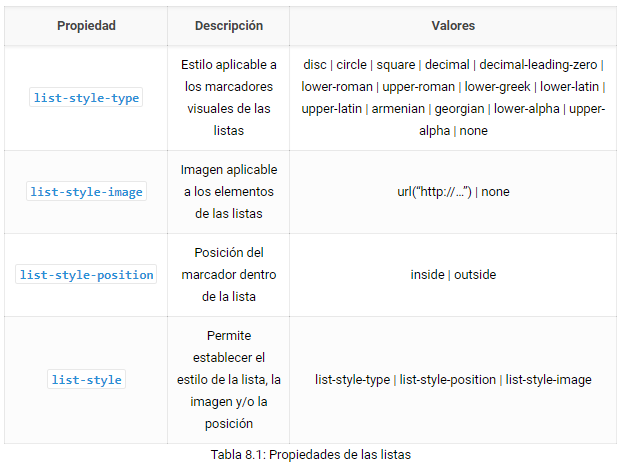 Propiedad Descripción Valores
list-style-type
Estilo aplicable
a los marcadores
visuales de las
listas
disc | circle | square | decimal | decimal-leading-zero |
lower-roman | upper-roman | lower-greek | lower-latin |
upper-latin | armenian | georgian | lower-alpha | upper-
alpha | none
list-style-image
Imagen aplicable
a los elementos
de las listas
url(“http://...”) | none
list-style-position
Posición del
marcador dentro
de la lista
inside | outside
list-style
Permite
establecer el
estilo de la lista, la
imagen y/o la
posición
list-style-type | list-style-position | list-style-image
Tabla 8.1: Propiedades de las listas